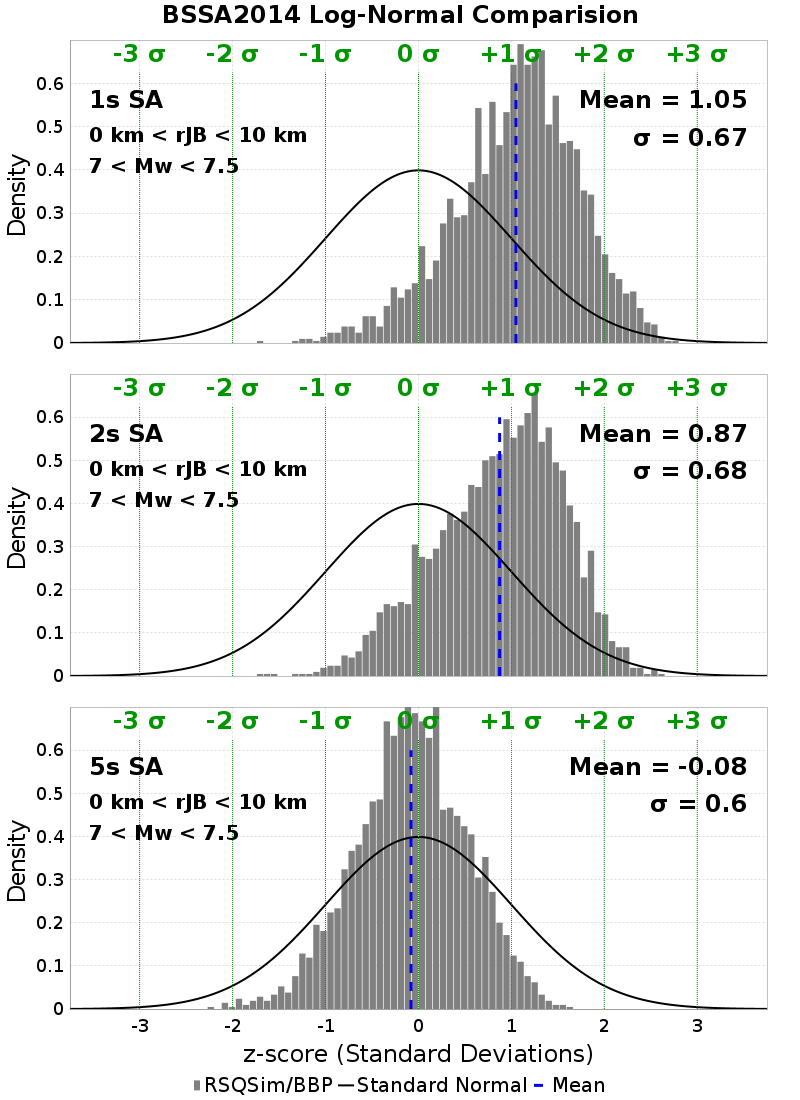 BSSA2014 Log-Normal Comparision
-3 σ -2 σ -1 σ 0 σ +1 σ +2 σ +3 σ
1s SA
Mean = 1.05
0 km < rJB < 10 km
σ = 0.67
7 < Mw < 7.5
Density
0.6
0.5
0.4
0.3
0.2
0.1
0
-3 σ -2 σ -1 σ 0 σ +1 σ +2 σ +3 σ
2s SA
Mean = 0.87
0 km < rJB < 10 km
σ = 0.68
7 < Mw < 7.5
Density
0.6
0.5
0.4
0.3
0.2
0.1
0
-3 σ -2 σ -1 σ 0 σ +1 σ +2 σ +3 σ
5s SA
Mean = -0.08
0 km < rJB < 10 km
σ = 0.6
7 < Mw < 7.5
Density
0.6
0.5
0.4
0.3
0.2
0.1
0
-3 -2 -1 0 1 2 3
z-score (Standard Deviations)
RSQSim/BBP Standard Normal Mean